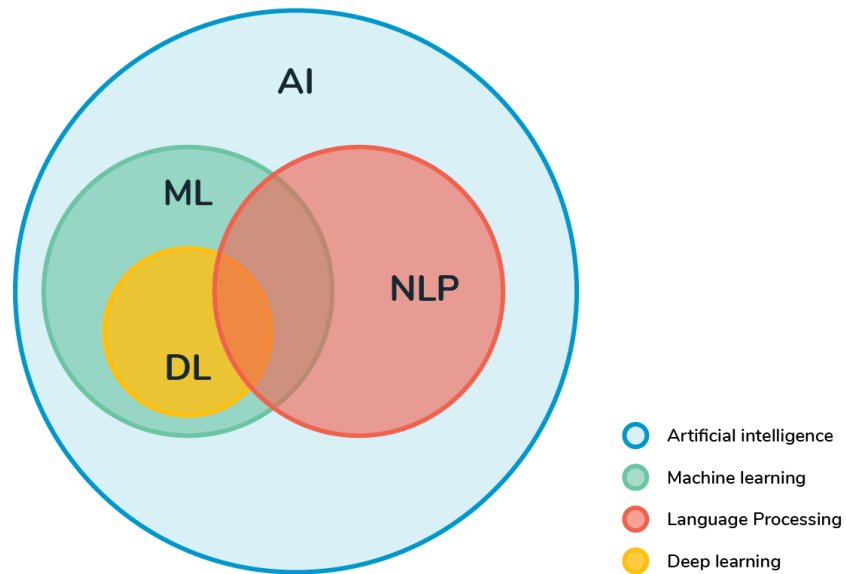 AI
ML
NLP
DL
Artificial intelligence
Machine learning
Language Processing
Deep learning